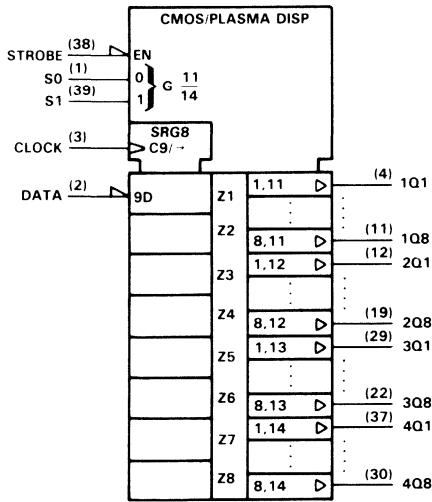 CMOS/PLASMA DISP
STROBE (38) EN
S0 (1) 0
S1 (39) 1
G 11
14
SRG8
CLOCK (3) C9/→
DATA (2) 9D
Z1 1,11 ▷ (4) 1Q1
Z2 8,11 ▷ (11) 1Q8
1,12 ▷ (12) 2Q1
Z3
Z4 8,12 ▷ (19) 2Q8
1,13 ▷ (29) 3Q1
Z5
Z6 8,13 ▷ (22) 3Q8
1,14 ▷ (37) 4Q1
Z7
Z8 8,14 ▷ (30) 4Q8